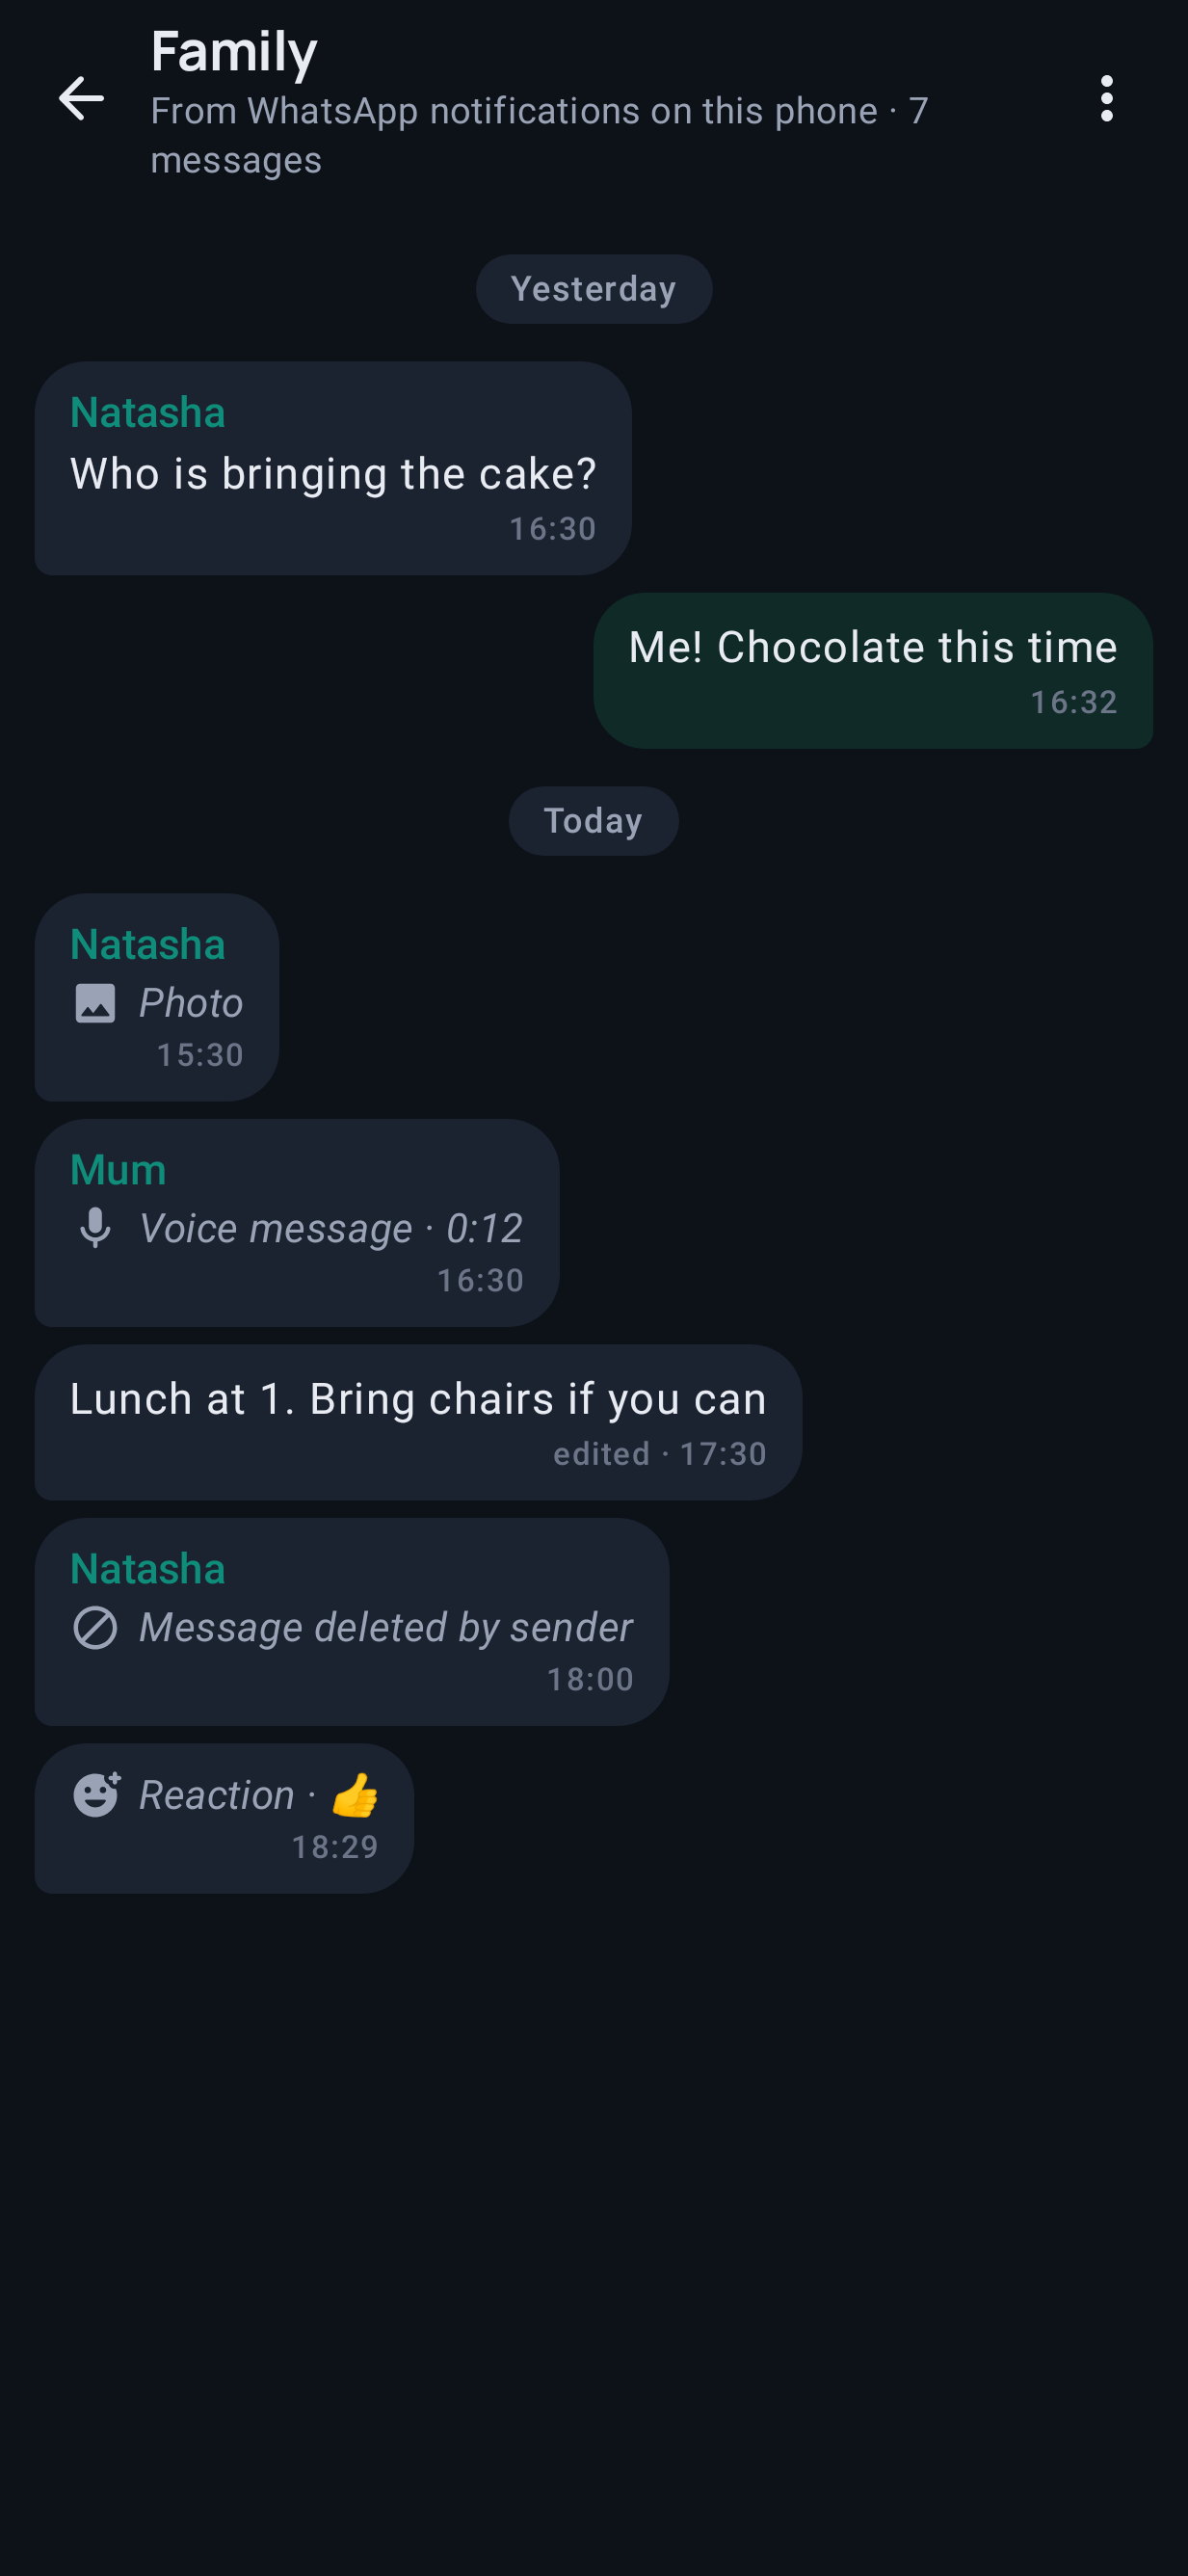 Family
From WhatsApp notifications on this phone · 7
messages
Yesterday
Natasha
Who is bringing the cake?
16:30
Me! Chocolate this time
16:32
Today
Natasha
Photo
15:30
Mum
Voice message · 0:12
16:30
Lunch at 1. Bring chairs if you can
edited · 17:30
Natasha
Message deleted by sender
18:00
Reaction · 👍
18:29